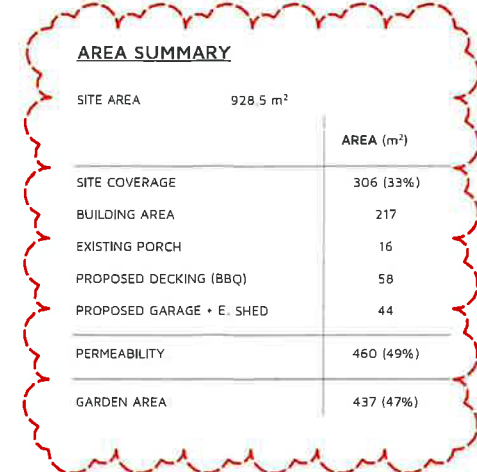 AREA SUMMARY
SITE AREA 928.5 m²
AREA (m²)
SITE COVERAGE 306 (33%)
BUILDING AREA 217
EXISTING PORCH 16
PROPOSED DECKING (BBQ) 58
PROPOSED GARAGE + E. SHED 44
PERMEABILITY 460 (49%)
GARDEN AREA 437 (47%)